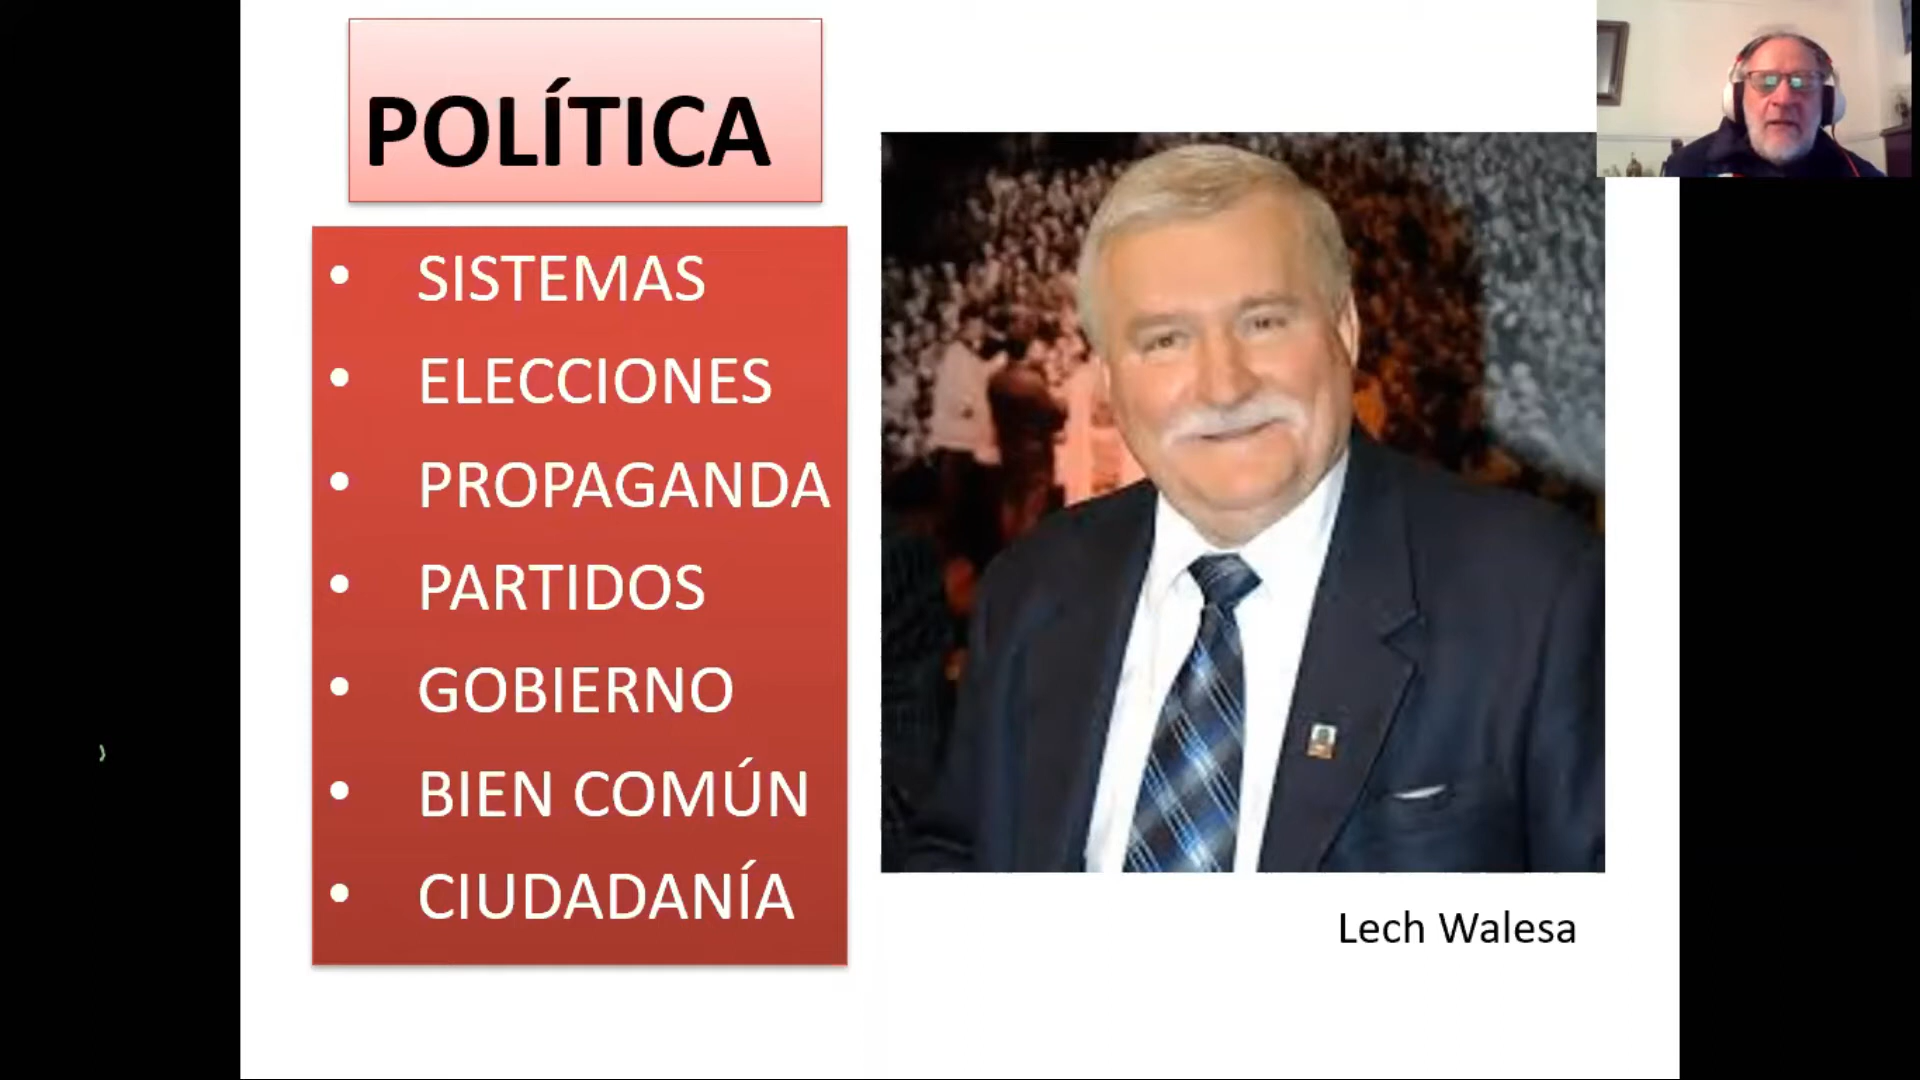 POLÍTICA
• SISTEMAS
• ELECCIONES
• PROPAGANDA
• PARTIDOS
• GOBIERNO
• BIEN COMÚN
• CIUDADANÍA
Lech Walesa